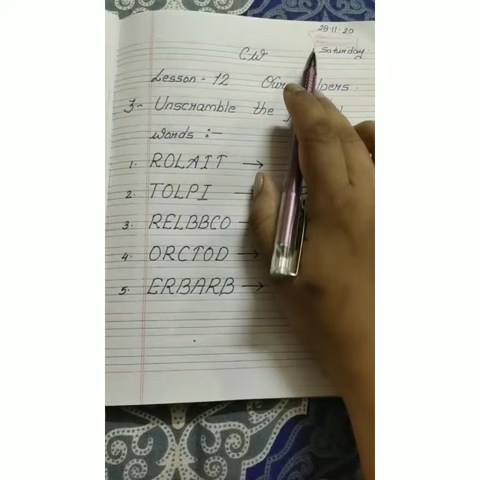 28·11·20
Saturday.
CW
Lesson - 12 Our
F- Unscramble the
words :-
1. ROLAIT →
2. TOLPI →
3. RELBBCO →
4. ORCTOD →
5. ERBARB →